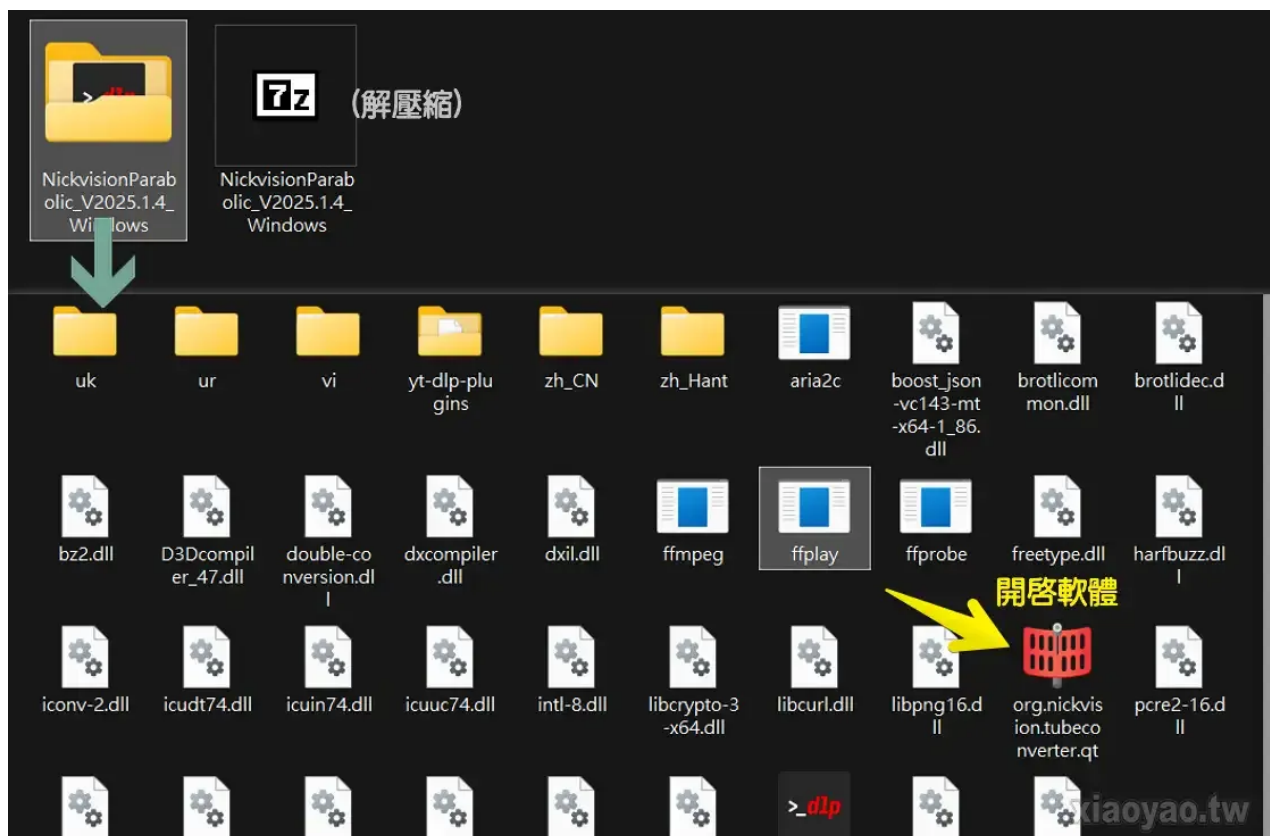 >_dlp
7z
(解壓縮)
NickvisionParab
olic_V2025.1.4_
Windows
NickvisionParab
olic_V2025.1.4_
Windows
uk
ur
vi
yt-dlp-plu
gins
zh_CN
zh_Hant
aria2c
boost_json
-vc143-mt
-x64-1_86.
dll
brotlicom
mon.dll
brotlidec.d
ll
bz2.dll
D3Dcompil
er_47.dll
double-co
nversion.dl
l
dxcompiler
.dll
dxil.dll
ffmpeg
ffplay
ffprobe
freetype.dll
harfbuzz.dl
l
開啓軟體
iconv-2.dll
icudt74.dll
icuin74.dll
icuuc74.dll
intl-8.dll
libcrypto-3
-x64.dll
libcurl.dll
libpng16.d
ll
org.nickvis
ion.tubeco
nverter.qt
pcre2-16.d
ll
>_dlp
xiaoyao.tw